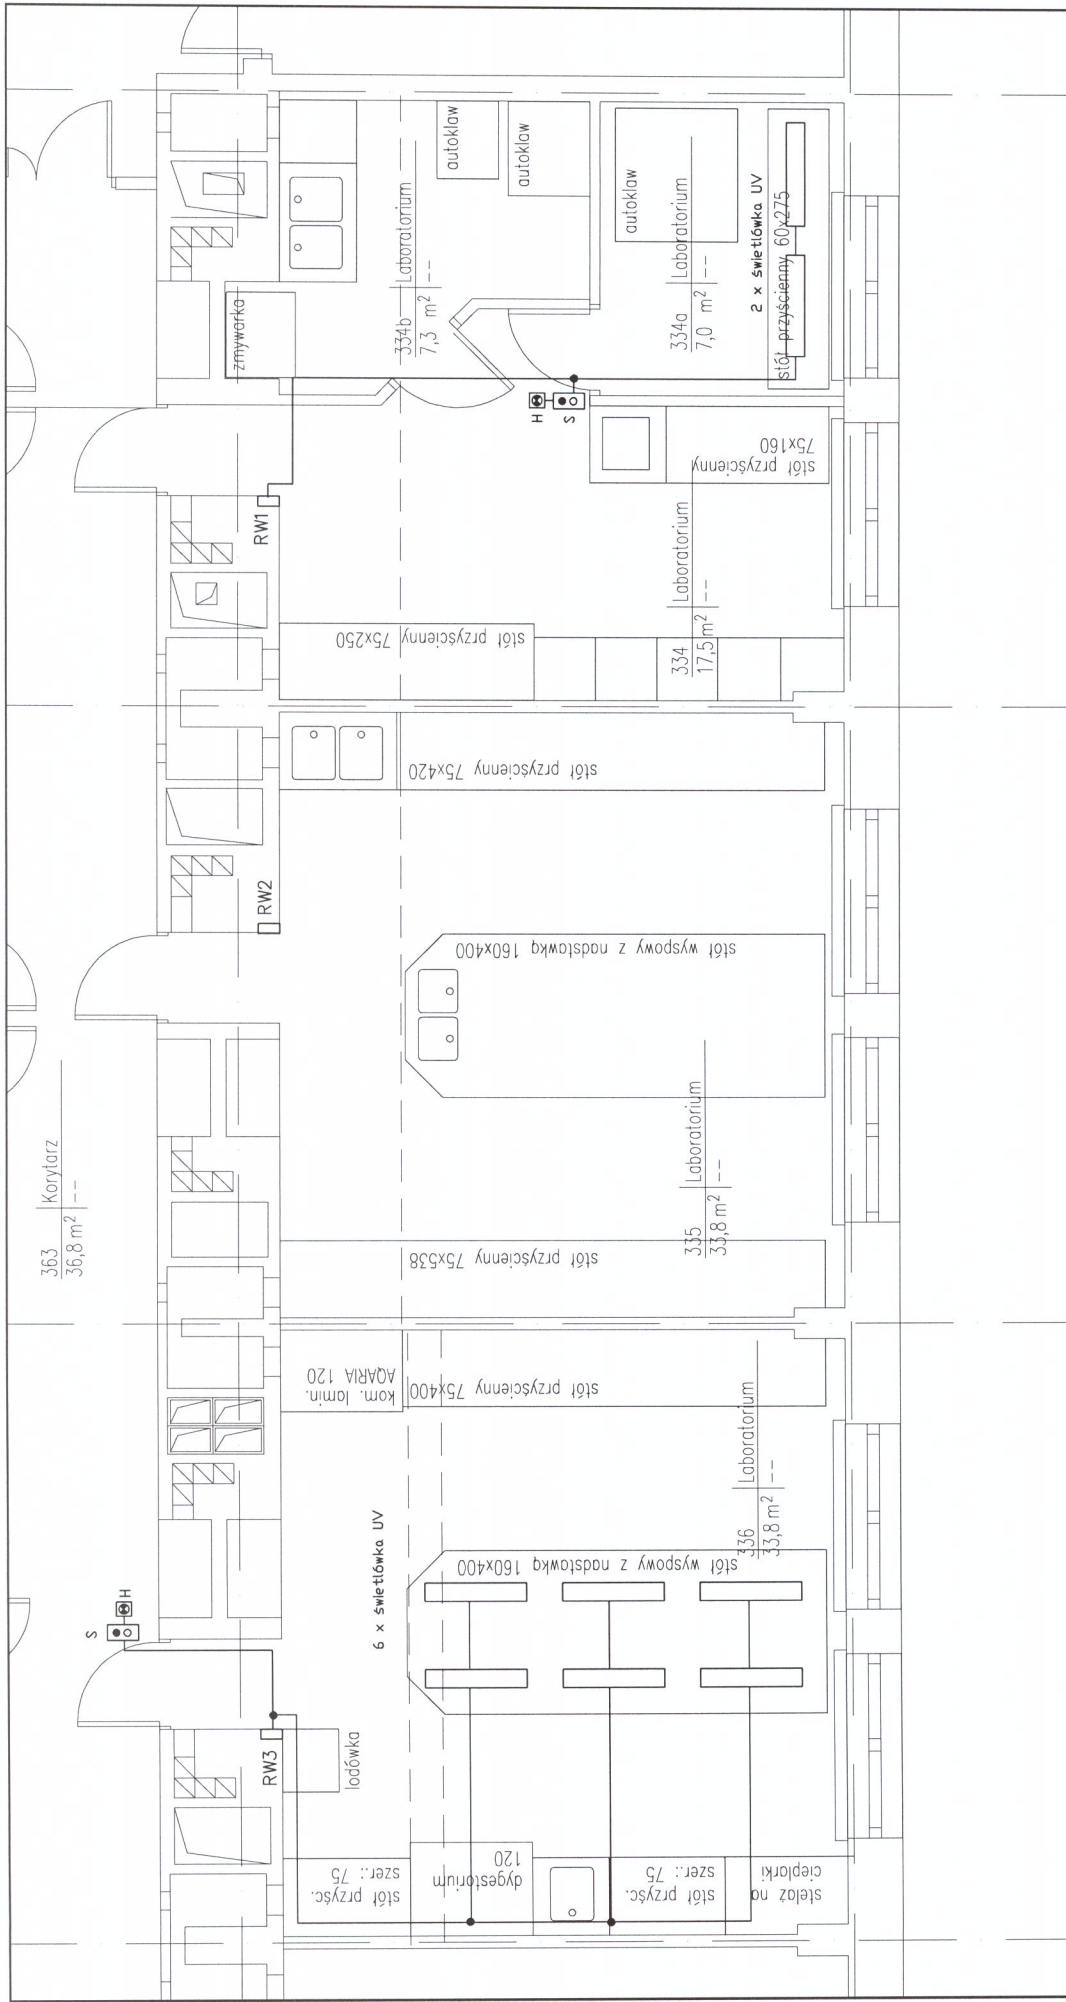 363
Korytarz
36,8 m²
--
S
H
RW3
lodówka
stół przyśc.
szer.: 75
dygestorium
120
stół przyśc.
szer.: 75
stelaż na
cieplarki
6 x świetlówka UV
stół wyspowy z nadstawką 160x400
336
Laboratorium
33,8 m²
--
kom. lamin.
AQARIA 120
stół przyścienny 75x400
stół przyścienny 75x538
335
Laboratorium
33,8 m²
--
stół wyspowy z nadstawką 160x400
RW2
stół przyścienny 75x420
stół przyścienny 75x250
334
Laboratorium
17,5 m²
--
RW1
stół przyścienny
75x160
H
S
zmywarka
334b
Laboratorium
7,3 m²
--
autoklaw
autoklaw
autoklaw
334a
Laboratorium
7,0 m²
--
2 x świetlówka UV
stół przyścienny 60x275